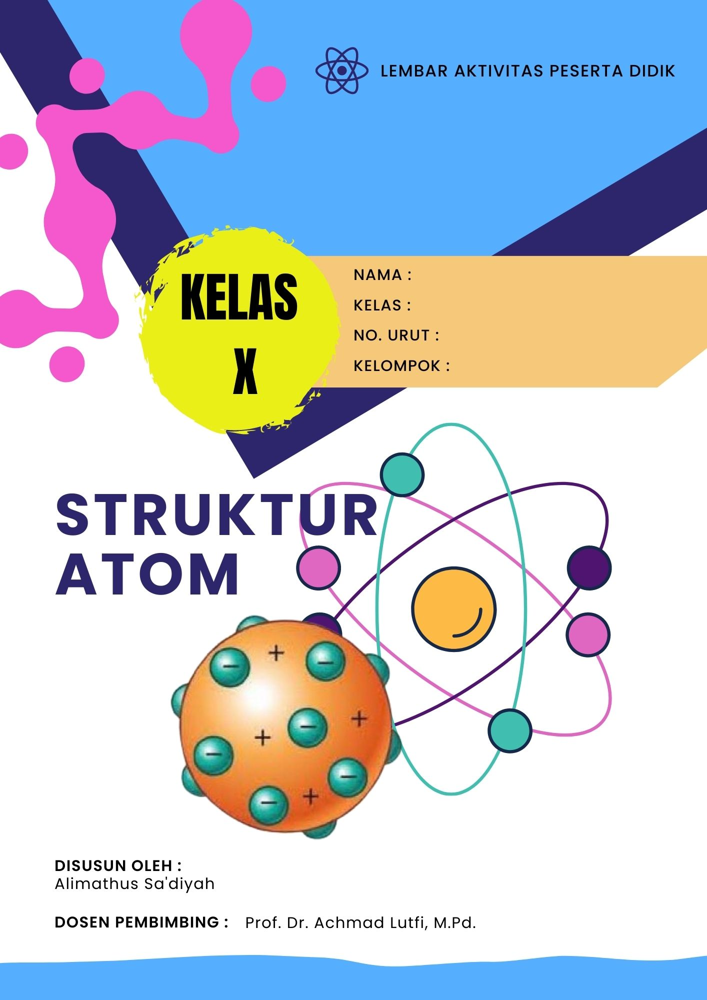 LEMBAR AKTIVITAS PESERTA DIDIK
KELAS
X
NAMA :
KELAS :
NO. URUT :
KELOMPOK :
STRUKTUR
ATOM
+
− −
− +
+
−
−
− +
DISUSUN OLEH :
Alimathus Sa'diyah
DOSEN PEMBIMBING : Prof. Dr. Achmad Lutfi, M.Pd.